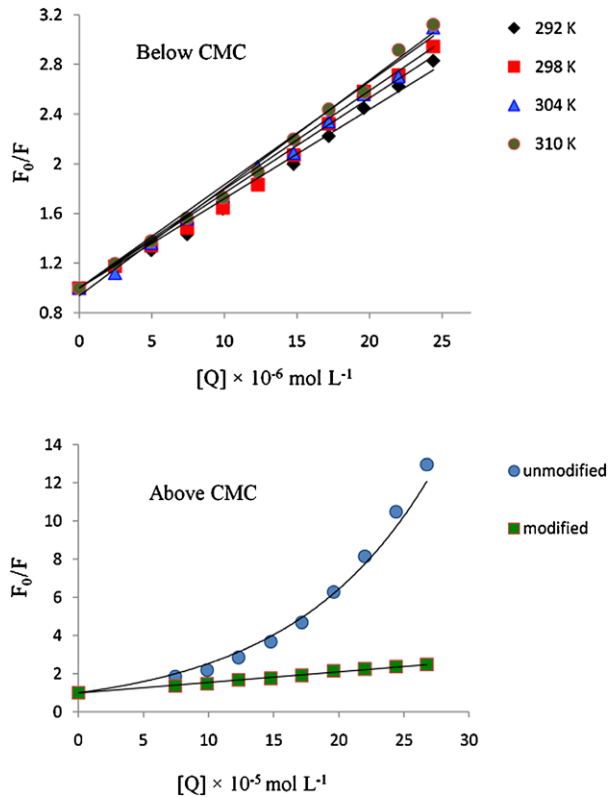 Below CMC
F₀/F
3.2
2.8
2.4
2
1.6
1.2
0.8
0 5 10 15 20 25
[Q] × 10⁻⁶ mol L⁻¹
292 K
298 K
304 K
310 K
Above CMC
F₀/F
14
12
10
8
6
4
2
0
0 5 10 15 20 25 30
[Q] × 10⁻⁵ mol L⁻¹
unmodified
modified